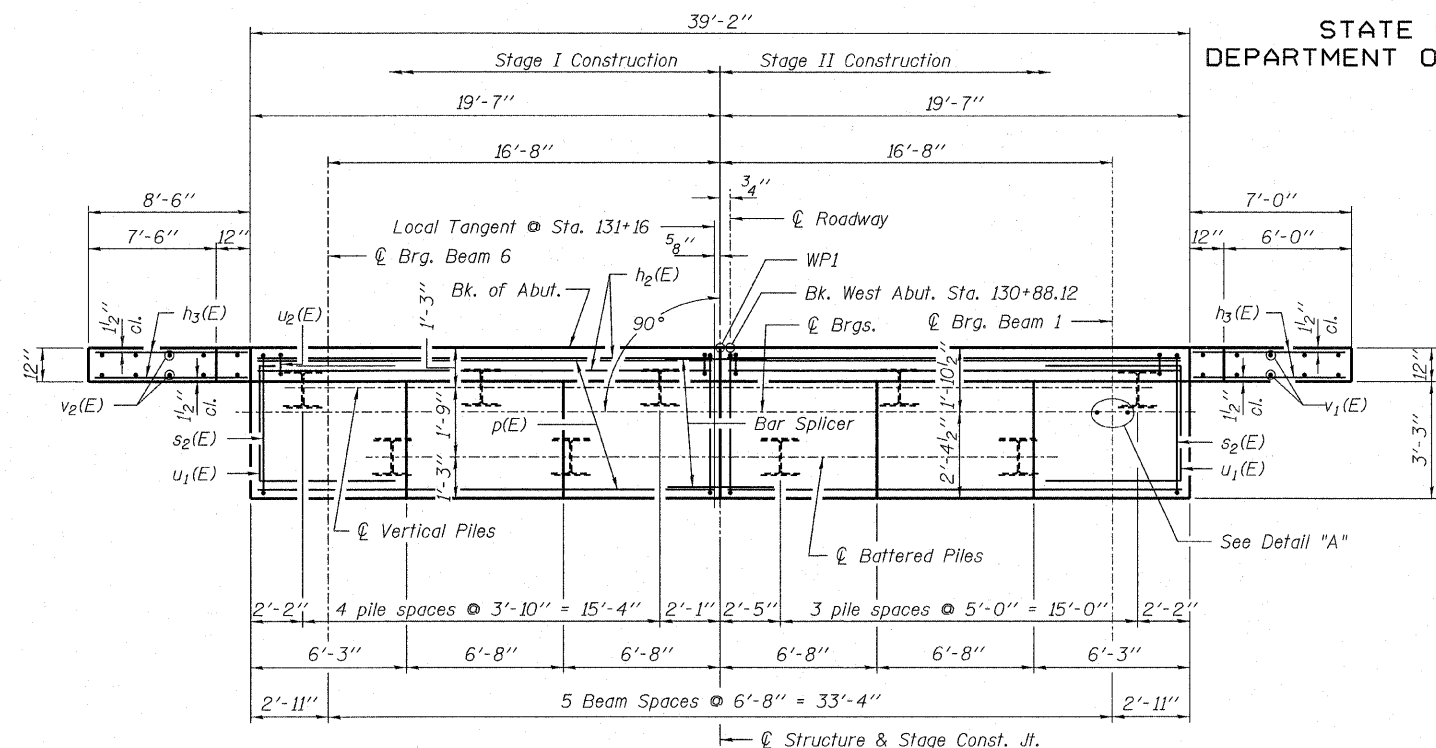 39'-2"
STATE
DEPARTMENT O
Stage I Construction
Stage II Construction
19'-7"
19'-7"
16'-8"
16'-8"
3/4"
8'-6"
7'-0"
Local Tangent @ Sta. 131+16
℄ Roadway
7'-6"
12"
12"
6'-0"
5/8"
℄ Brg. Beam 6
h2(E)
WP1
Bk. of Abut.
Bk. West Abut. Sta. 130+88.12
1 1/2" cl.
h3(E)
u2(E)
1'-3"
90°
℄ Brgs.
℄ Brg. Beam 1
h3(E)
1 1/2" cl.
12"
12"
v2(E)
1 1/2" cl.
1'-9"
1'-10 1/2"
1 1/2" cl.
v1(E)
s2(E)
p(E)
Bar Splicer
s2(E)
3'-3"
u1(E)
1'-3"
2'-4 1/2"
u1(E)
℄ Vertical Piles
℄ Battered Piles
See Detail "A"
2'-2"
4 pile spaces @ 3'-10" = 15'-4"
2'-1"
2'-5"
3 pile spaces @ 5'-0" = 15'-0"
2'-2"
6'-3"
6'-8"
6'-8"
6'-8"
6'-8"
6'-3"
2'-11"
5 Beam Spaces @ 6'-8" = 33'-4"
2'-11"
℄ Structure & Stage Const. Jt.